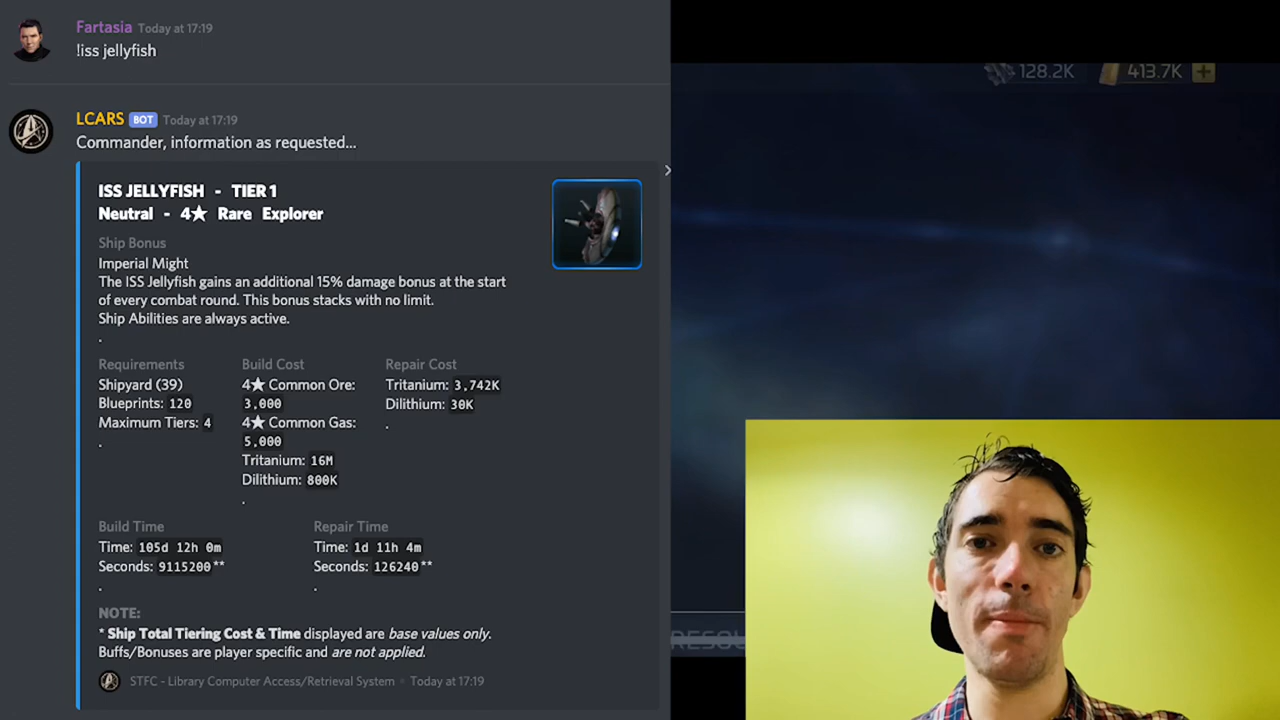 Fartasia Today at 17:19
!iss jellyfish
LCARS BOT Today at 17:19
Commander, information as requested...
ISS JELLYFISH - TIER 1
Neutral - 4★ Rare Explorer
Ship Bonus
Imperial Might
The ISS Jellyfish gains an additional 15% damage bonus at the start
of every combat round. This bonus stacks with no limit.
Ship Abilities are always active.
.
Requirements
Shipyard (39)
Blueprints: 120
Maximum Tiers: 4
.
Build Cost
4★ Common Ore:
3,000
4★ Common Gas:
5,000
Tritanium: 16M
Dilithium: 800K
.
Repair Cost
Tritanium: 3,742K
Dilithium: 30K
.
Build Time
Time: 105d 12h 0m
Seconds: 9115200**
.
Repair Time
Time: 1d 11h 4m
Seconds: 126240**
.
NOTE:
* Ship Total Tiering Cost & Time displayed are base values only.
Buffs/Bonuses are player specific and are not applied.
STFC - Library Computer Access/Retrieval System • Today at 17:19
128.2K
413.7K